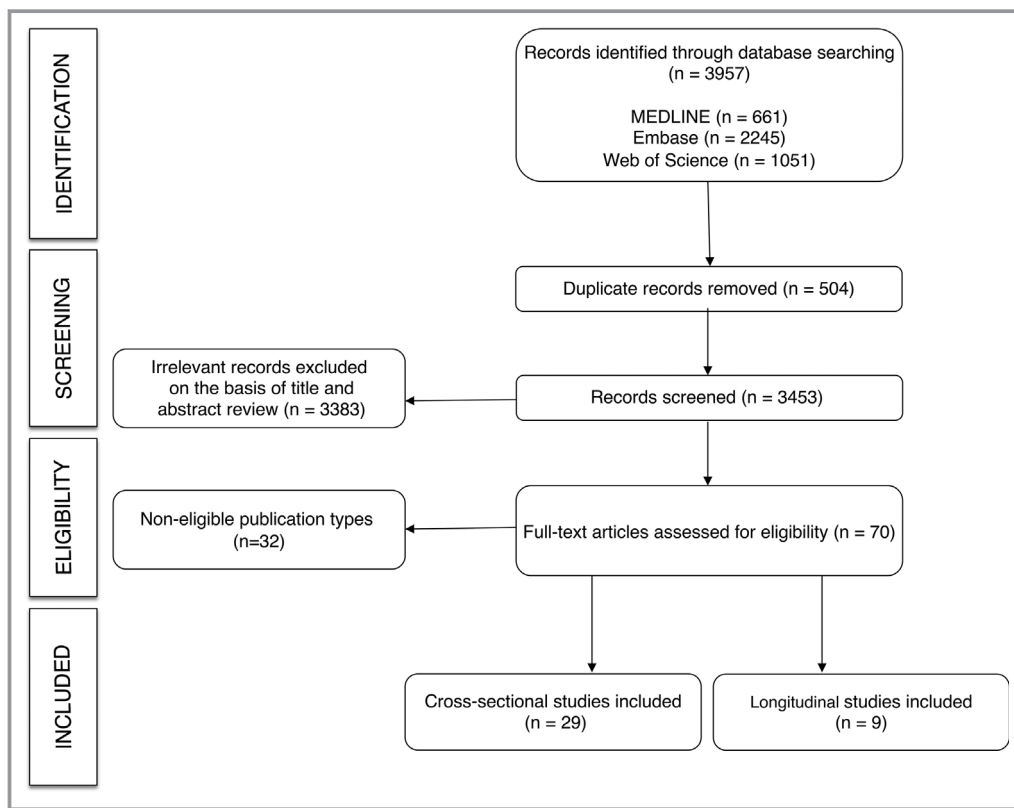 IDENTIFICATION
Records identified through database searching
(n = 3957)
MEDLINE (n = 661)
Embase (n = 2245)
Web of Science (n = 1051)
SCREENING
Duplicate records removed (n = 504)
Irrelevant records excluded
on the basis of title and
abstract review (n = 3383)
Records screened (n = 3453)
ELIGIBILITY
Non-eligible publication types
(n=32)
Full-text articles assessed for eligibility (n = 70)
INCLUDED
Cross-sectional studies included
(n = 29)
Longitudinal studies included
(n = 9)